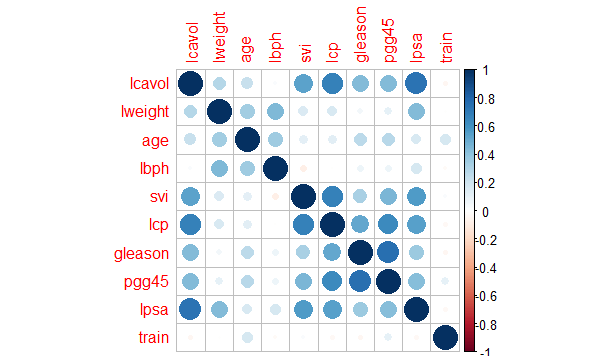 lcavol lweight age lbph svi lcp gleason pgg45 lpsa train
lcavol
lweight
age
lbph
svi
lcp
gleason
pgg45
lpsa
train
1
0.8
0.6
0.4
0.2
0
-0.2
-0.4
-0.6
-0.8
-1